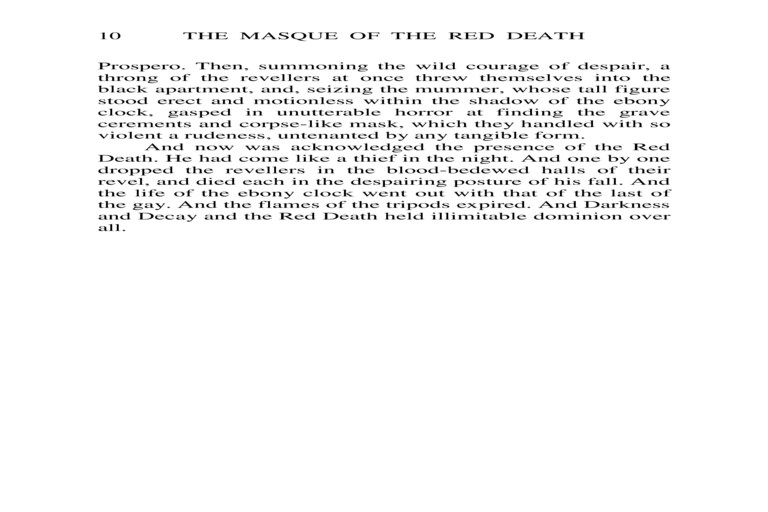 10 THE MASQUE OF THE RED DEATH
Prospero. Then, summoning the wild courage of despair, a
throng of the revellers at once threw themselves into the
black apartment, and, seizing the mummer, whose tall figure
stood erect and motionless within the shadow of the ebony
clock, gasped in unutterable horror at finding the grave
cerements and corpse-like mask, which they handled with so
violent a rudeness, untenanted by any tangible form.
And now was acknowledged the presence of the Red
Death. He had come like a thief in the night. And one by one
dropped the revellers in the blood-bedewed halls of their
revel, and died each in the despairing posture of his fall. And
the life of the ebony clock went out with that of the last of
the gay. And the flames of the tripods expired. And Darkness
and Decay and the Red Death held illimitable dominion over
all.